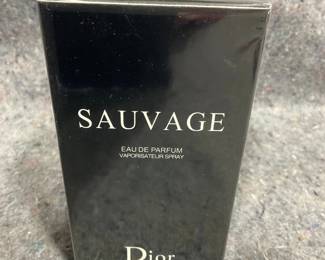 SAUVAGE
EAU DE PARFUM
VAPORISATEUR SPRAY
Dior